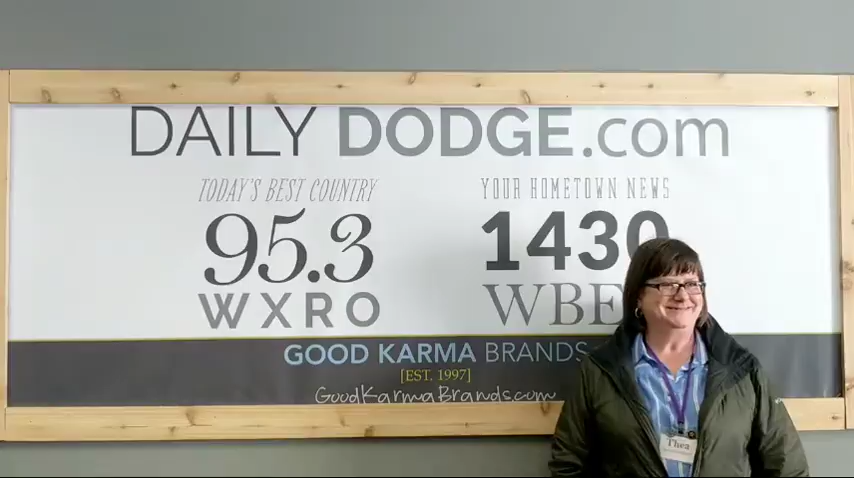 DAILY DODGE.com
TODAY'S BEST COUNTRY
95.3
WXRO
YOUR HOMETOWN NEWS
1430
WBE
GOOD KARMA BRANDS
[EST. 1997]
GoodKarmaBrands.com
Thea